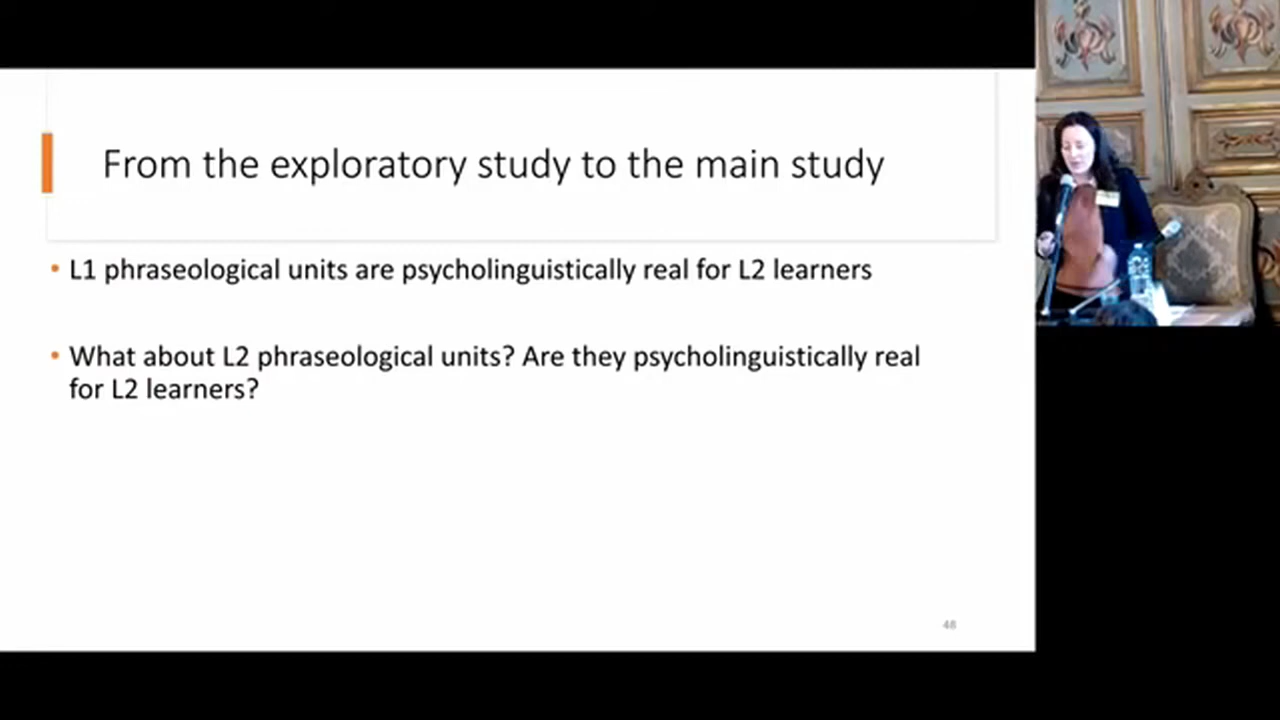 From the exploratory study to the main study
• L1 phraseological units are psycholinguistically real for L2 learners
• What about L2 phraseological units? Are they psycholinguistically real
for L2 learners?
48